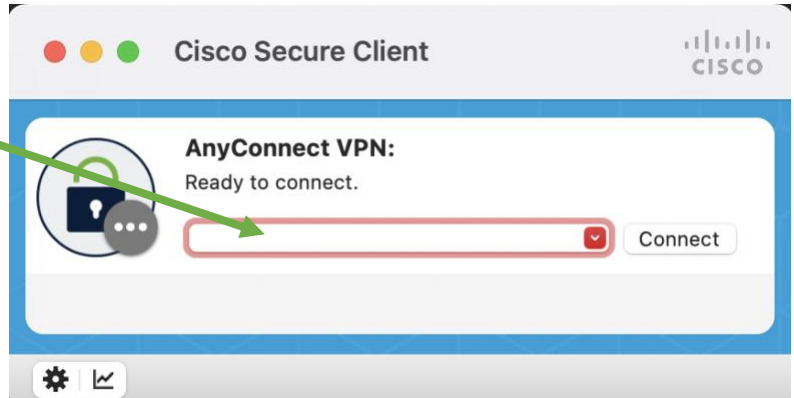 Cisco Secure Client
CISCO
AnyConnect VPN:
Ready to connect.
Connect